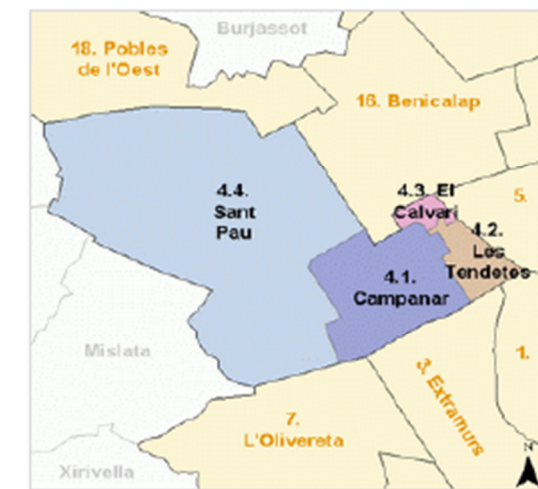 Burjassot
18. Pobles
de l'Oest
16. Benicalap
4.4.
Sant
Pau
4.3. El
Calvari
5.
4.2.
Les
Tendetes
4.1.
Campanar
Mislata
1.
3. Extramurs
7.
L'Olivereta
Xirivella
N